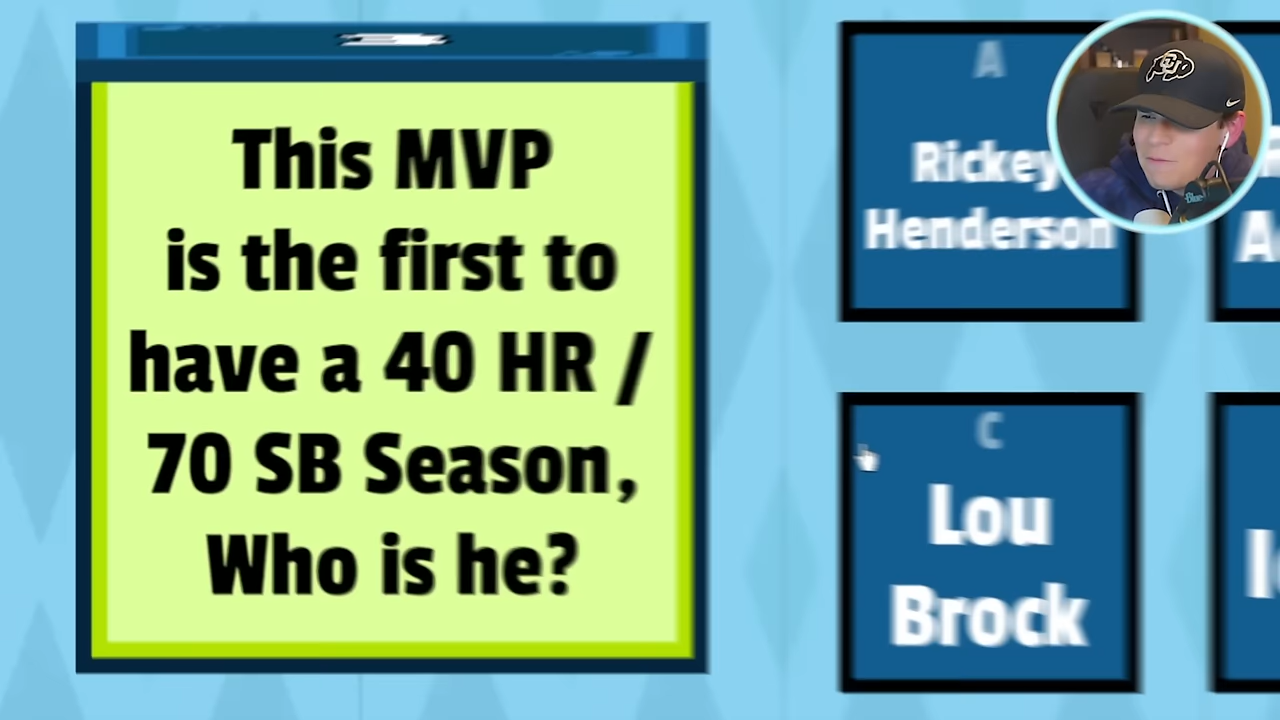 This MVP
is the first to
have a 40 HR /
70 SB Season,
Who is he?
A
Rickey
Henderson
C
Lou
Brock
CU